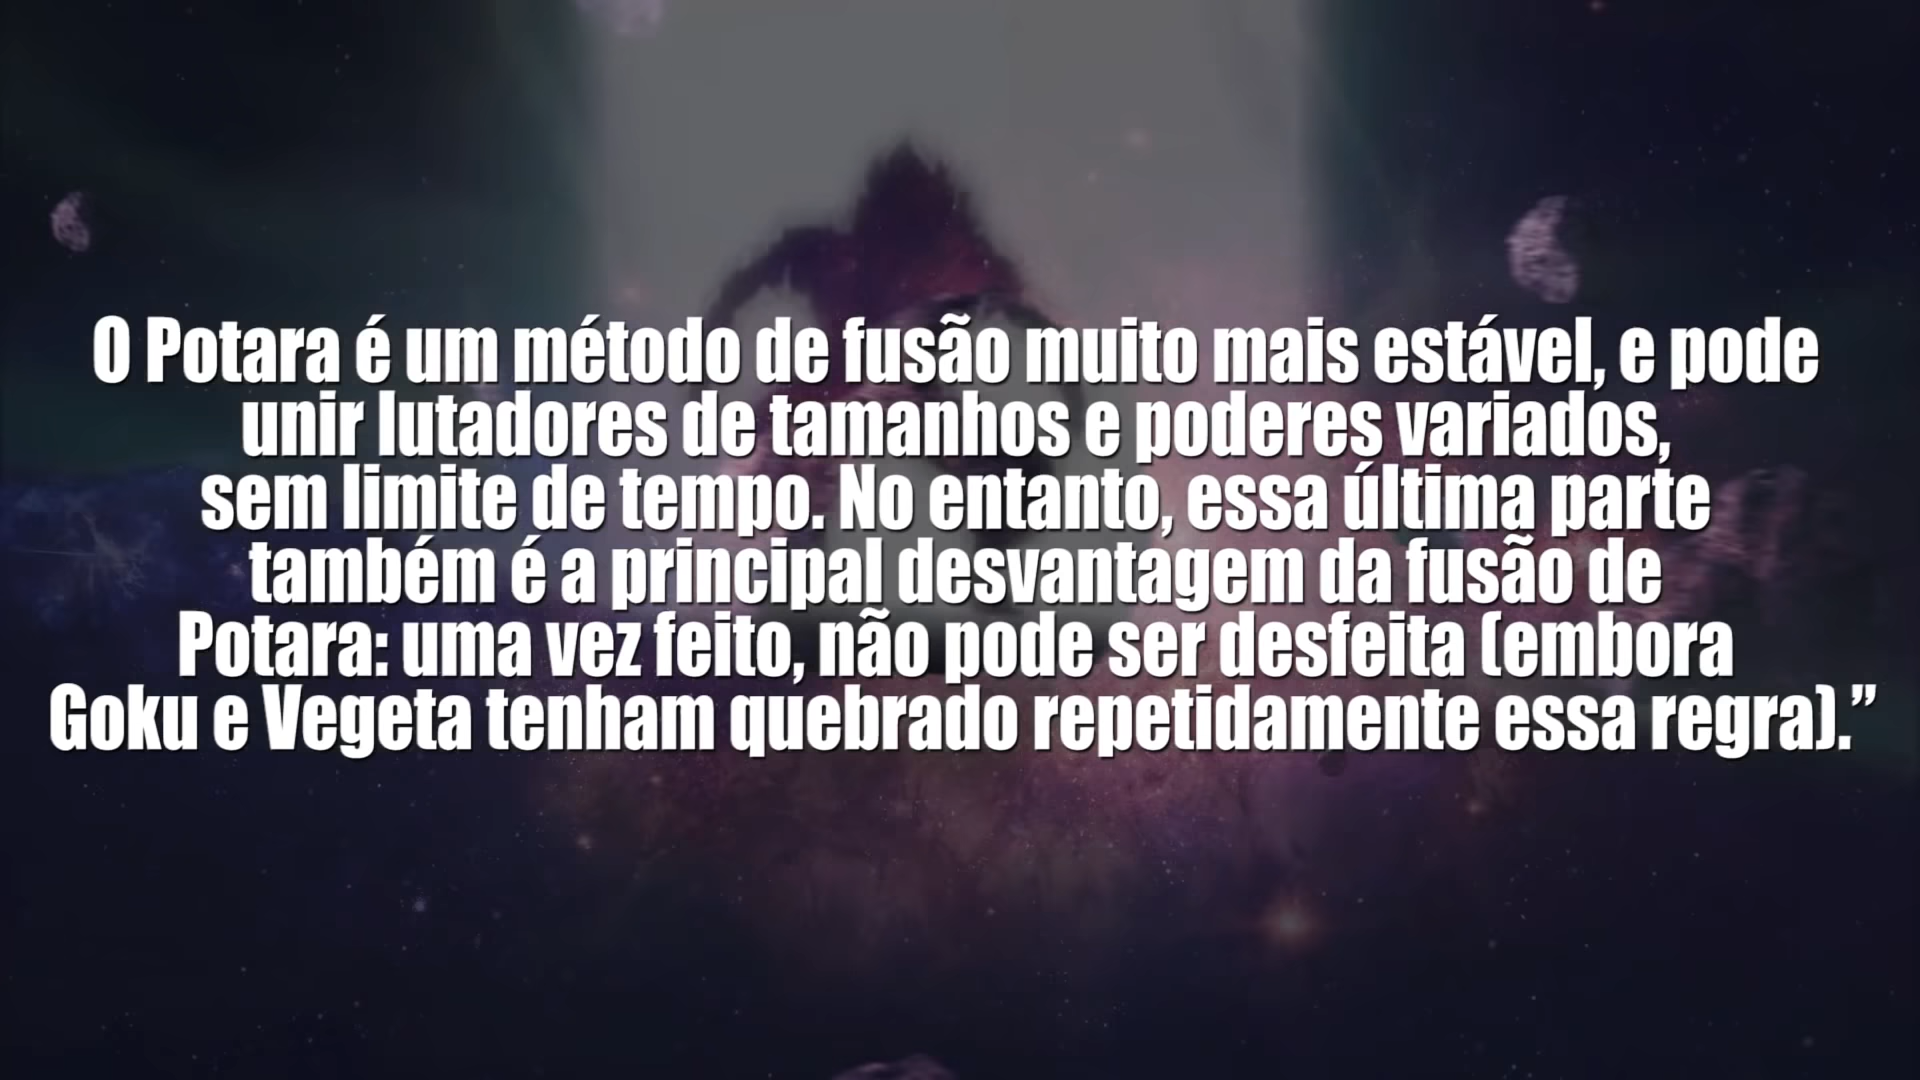 O Potara é um método de fusão muito mais estável, e pode
unir lutadores de tamanhos e poderes variados,
sem limite de tempo. No entanto, essa última parte
também é a principal desvantagem da fusão de
Potara: uma vez feito, não pode ser desfeita (embora
Goku e Vegeta tenham quebrado repetidamente essa regra).”